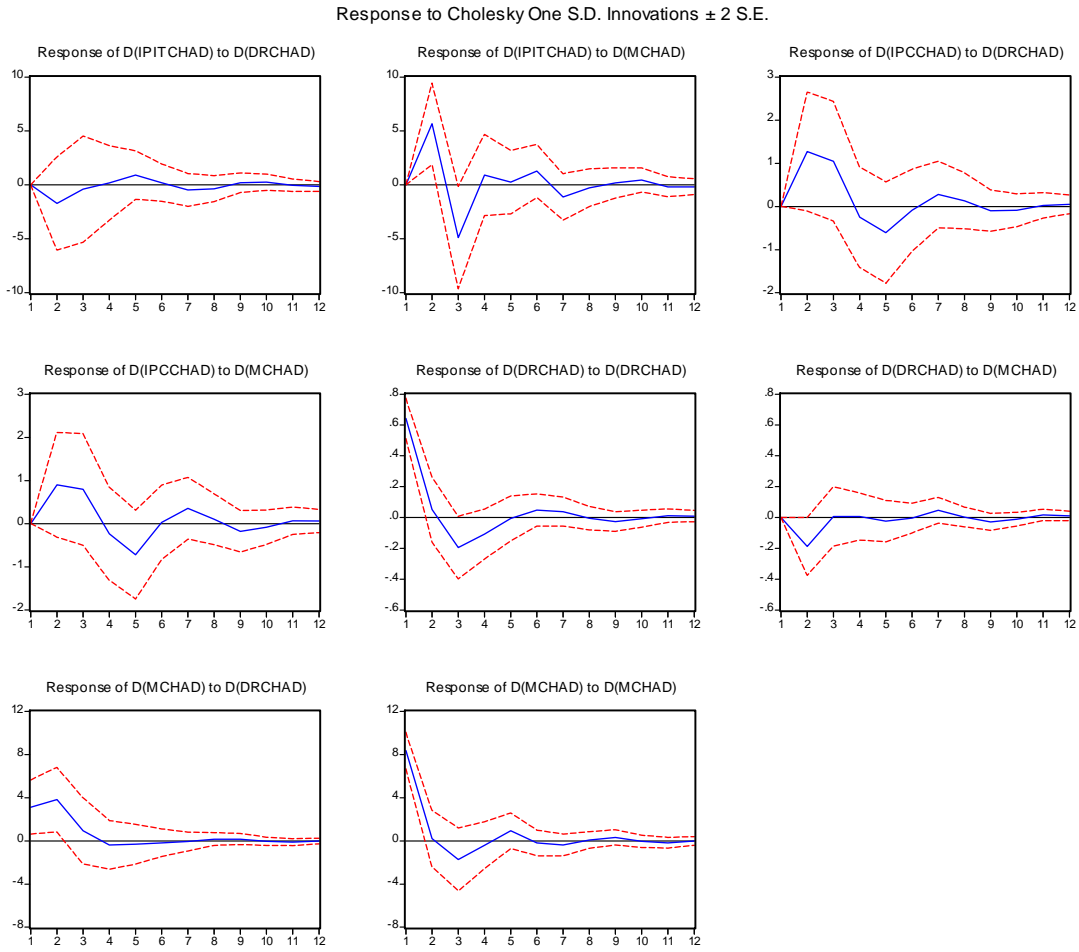 Response to Cholesky One S.D. Innovations ± 2 S.E.
Response of D(IPITCHAD) to D(DRCHAD)
10
5
0
-5
-10
1 2 3 4 5 6 7 8 9 10 11 12
Response of D(IPITCHAD) to D(MCHAD)
10
5
0
-5
-10
1 2 3 4 5 6 7 8 9 10 11 12
Response of D(IPCCHAD) to D(DRCHAD)
3
2
1
0
-1
-2
1 2 3 4 5 6 7 8 9 10 11 12
Response of D(IPCCHAD) to D(MCHAD)
3
2
1
0
-1
-2
1 2 3 4 5 6 7 8 9 10 11 12
Response of D(DRCHAD) to D(DRCHAD)
.8
.6
.4
.2
.0
-.2
-.4
-.6
1 2 3 4 5 6 7 8 9 10 11 12
Response of D(DRCHAD) to D(MCHAD)
.8
.6
.4
.2
.0
-.2
-.4
-.6
1 2 3 4 5 6 7 8 9 10 11 12
Response of D(MCHAD) to D(DRCHAD)
12
8
4
0
-4
-8
1 2 3 4 5 6 7 8 9 10 11 12
Response of D(MCHAD) to D(MCHAD)
12
8
4
0
-4
-8
1 2 3 4 5 6 7 8 9 10 11 12